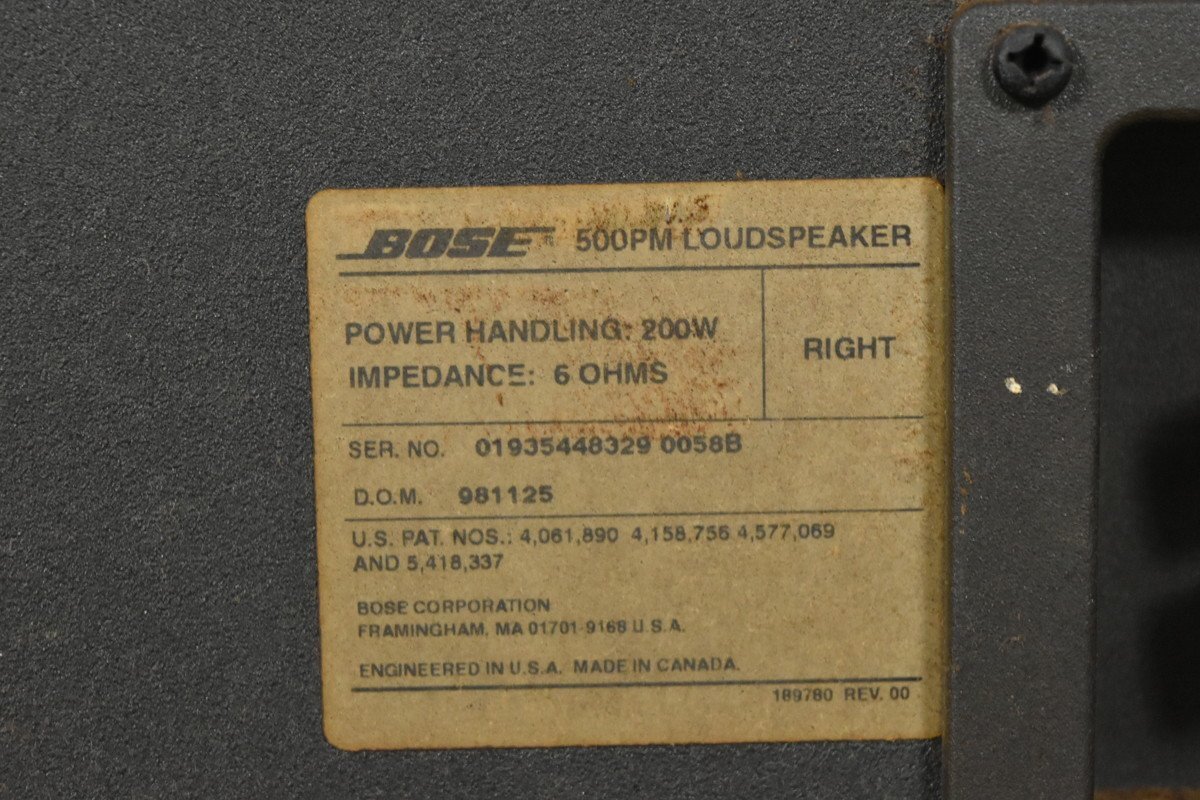 BOSE® 500PM LOUDSPEAKER
POWER HANDLING: 200W
IMPEDANCE: 6 OHMS
RIGHT
SER. NO. 01935448329 0058B
D.O.M. 981125
U.S. PAT. NOS.: 4,061,890 4,158,756 4,577,069
AND 5,418,337
BOSE CORPORATION
FRAMINGHAM, MA 01701-9168 U.S.A.
ENGINEERED IN U.S.A. MADE IN CANADA.
189780 REV. 00